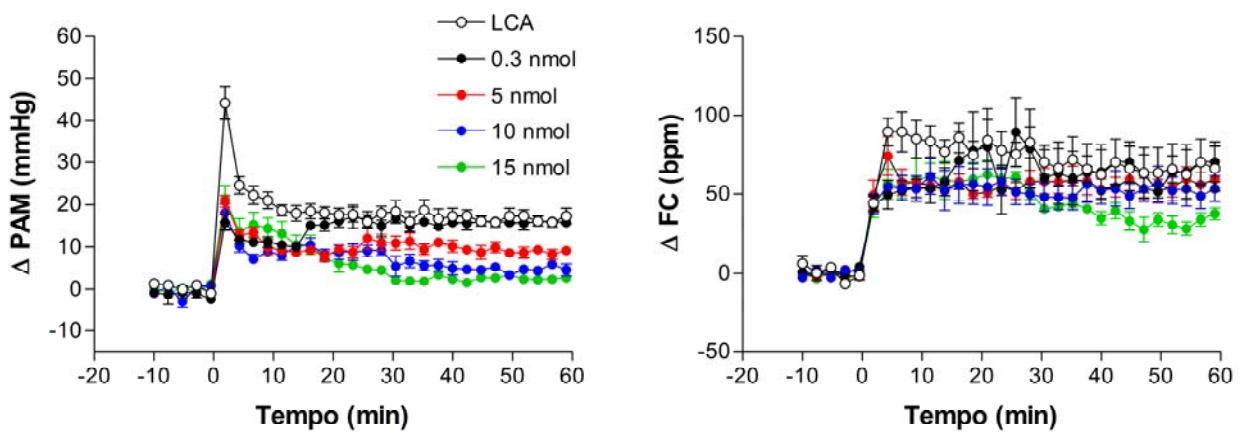 LCA
0.3 nmol
5 nmol
10 nmol
15 nmol
60
50
40
30
20
10
0
-10
Δ PAM (mmHg)
-20 -10 0 10 20 30 40 50 60
Tempo (min)
150
100
50
0
-50
Δ FC (bpm)
-20 -10 0 10 20 30 40 50 60
Tempo (min)